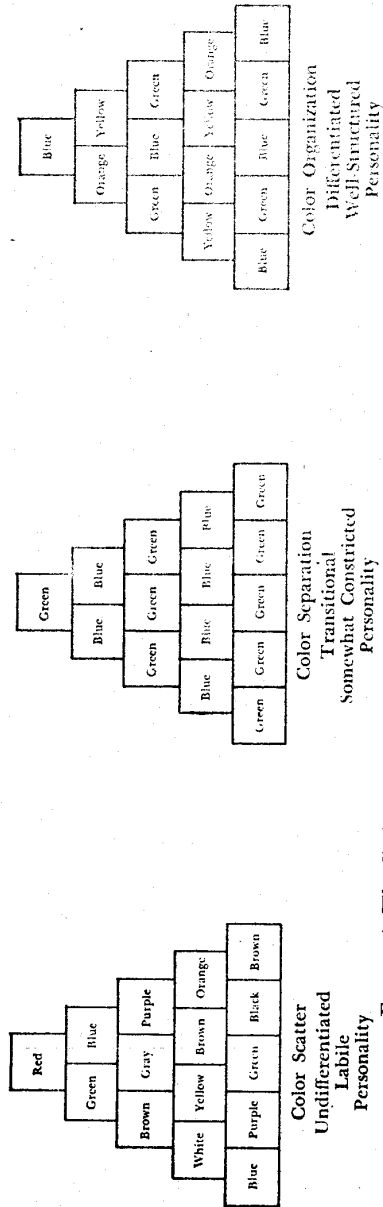 Red
Green Blue
Brown Gray Purple
White Yellow Brown Orange
Blue Purple Green Black Brown
Color Scatter
Undifferentiated
Labile
Personality
Green
Blue Blue
Green Green Green
Blue Blue Blue Blue
Green Green Green Green Green
Color Separation
Transitional
Somewhat Constricted
Personality
Blue
Orange Yellow
Green Blue Green
Yellow Orange Yellow Orange
Blue Green Blue Green Blue
Color Organization
Differentiated
Well-Structured
Personality